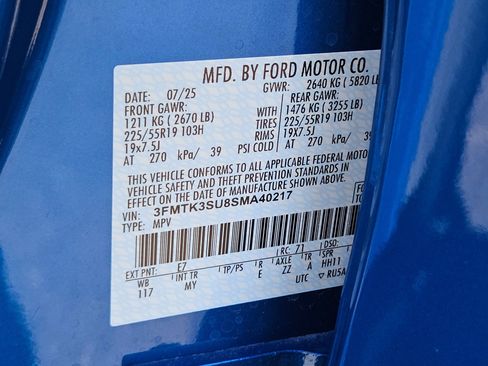 MFD. BY FORD MOTOR CO.
DATE: 07/25 GVWR: 2640 KG ( 5820 LB
FRONT GAWR: REAR GAWR:
1211 KG ( 2670 LB) WITH 1476 KG ( 3255 LB)
225/55R19 103H TIRES 225/55R19 103H
19x7.5J RIMS 19X7.5J
AT 270 kPa/ 39 PSI COLD AT 270 kPa/ 39
THIS VEHICLE CONFORMS TO ALL APPLICABLE FEDERAL MOTOR
VEHICLE SAFETY AND THEFT PREVENTION STANDARDS IN
EFFECT ON THE DATE OF MANUFACTURE SHOWN ABOVE.
VIN: 3FMTK3SU8SMA40217
TYPE: MPV
EXT PNT: E7 RC: 71 DSO:
WB INT TR TP/PS R AXLE SPR
117 MY E ZZ HH11
UTC ▽ RU5A